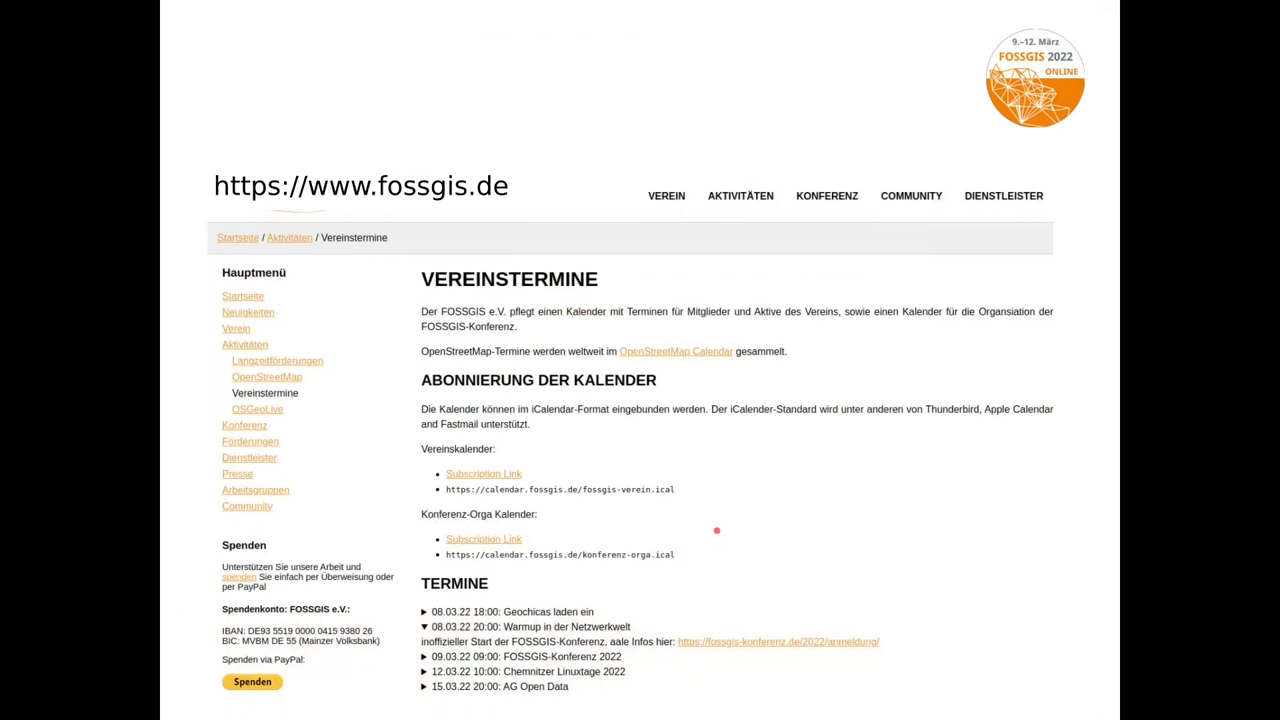 9.–12. März
FOSSGIS 2022
ONLINE
https://www.fossgis.de
VEREIN AKTIVITÄTEN KONFERENZ COMMUNITY DIENSTLEISTER
Startseite / Aktivitäten / Vereinstermine
Hauptmenü
Startseite
Neuigkeiten
Verein
Aktivitäten
Langzeitförderungen
OpenStreetMap
Vereinstermine
OSGeoLive
Konferenz
Förderungen
Dienstleister
Presse
Arbeitsgruppen
Community
Spenden
Unterstützen Sie unsere Arbeit und
spenden Sie einfach per Überweisung oder
per PayPal
Spendenkonto: FOSSGIS e.V.:
IBAN: DE93 5519 0000 0415 9380 26
BIC: MVBM DE 55 (Mainzer Volksbank)
Spenden via PayPal:
Spenden
VEREINSTERMINE
Der FOSSGIS e.V. pflegt einen Kalender mit Terminen für Mitglieder und Aktive des Vereins, sowie einen Kalender für die Organsiation der
FOSSGIS-Konferenz.
OpenStreetMap-Termine werden weltweit im OpenStreetMap Calendar gesammelt.
ABONNIERUNG DER KALENDER
Die Kalender können im iCalendar-Format eingebunden werden. Der iCalender-Standard wird unter anderen von Thunderbird, Apple Calendar
and Fastmail unterstützt.
Vereinskalender:
• Subscription Link
• https://calendar.fossgis.de/fossgis-verein.ical
Konferenz-Orga Kalender:
• Subscription Link
• https://calendar.fossgis.de/konferenz-orga.ical
TERMINE
▶ 08.03.22 18:00: Geochicas laden ein
▼ 08.03.22 20:00: Warmup in der Netzwerkwelt
inoffizieller Start der FOSSGIS-Konferenz, aale Infos hier: https://fossgis-konferenz.de/2022/anmeldung/
▶ 09.03.22 09:00: FOSSGIS-Konferenz 2022
▶ 12.03.22 10:00: Chemnitzer Linuxtage 2022
▶ 15.03.22 20:00: AG Open Data